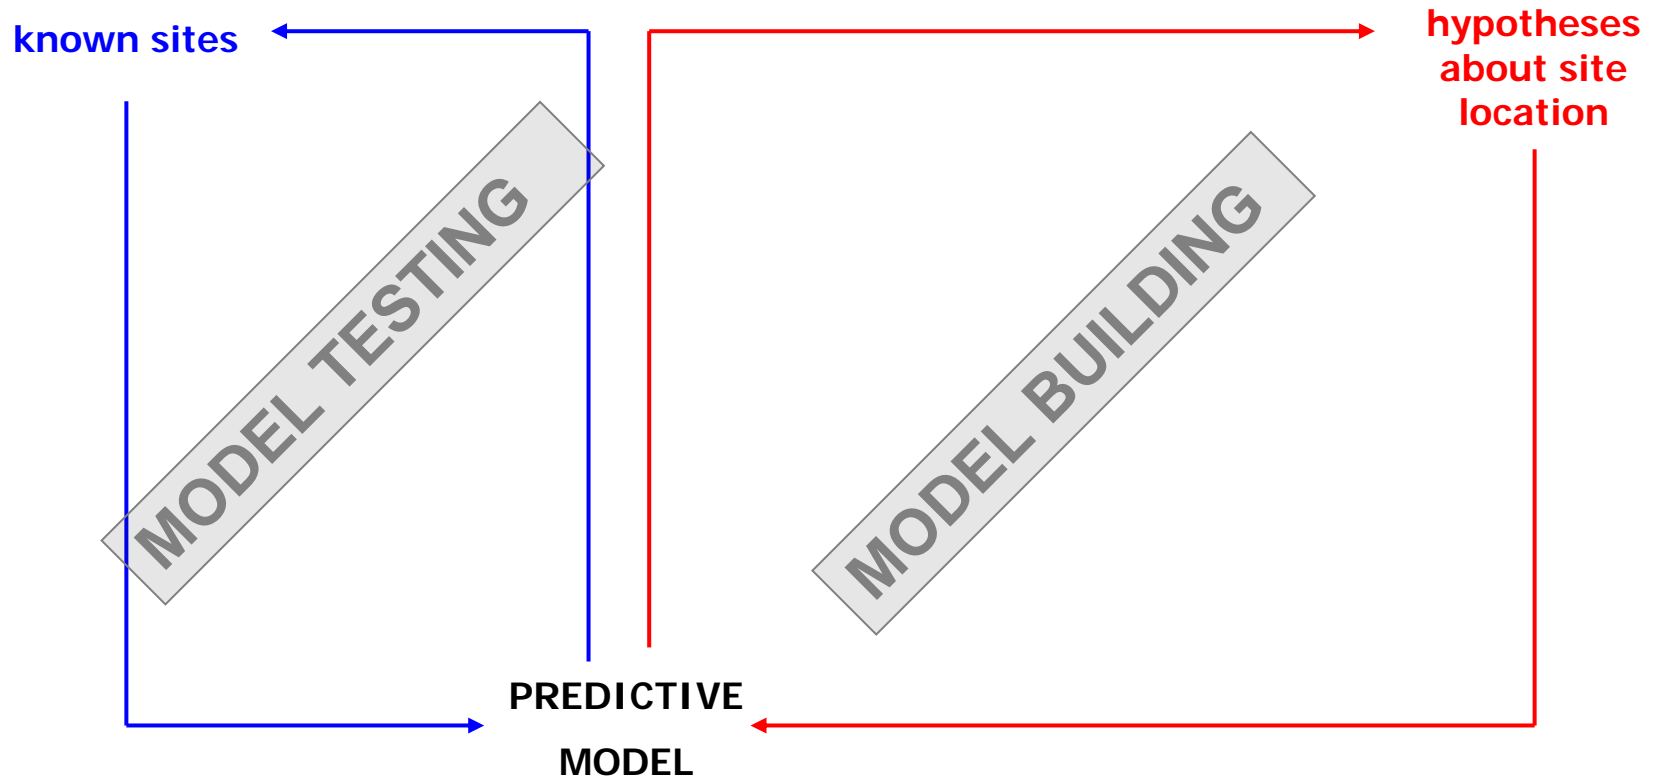 known sites
hypotheses
about site
location
MODEL TESTING
MODEL BUILDING
PREDICTIVE
MODEL